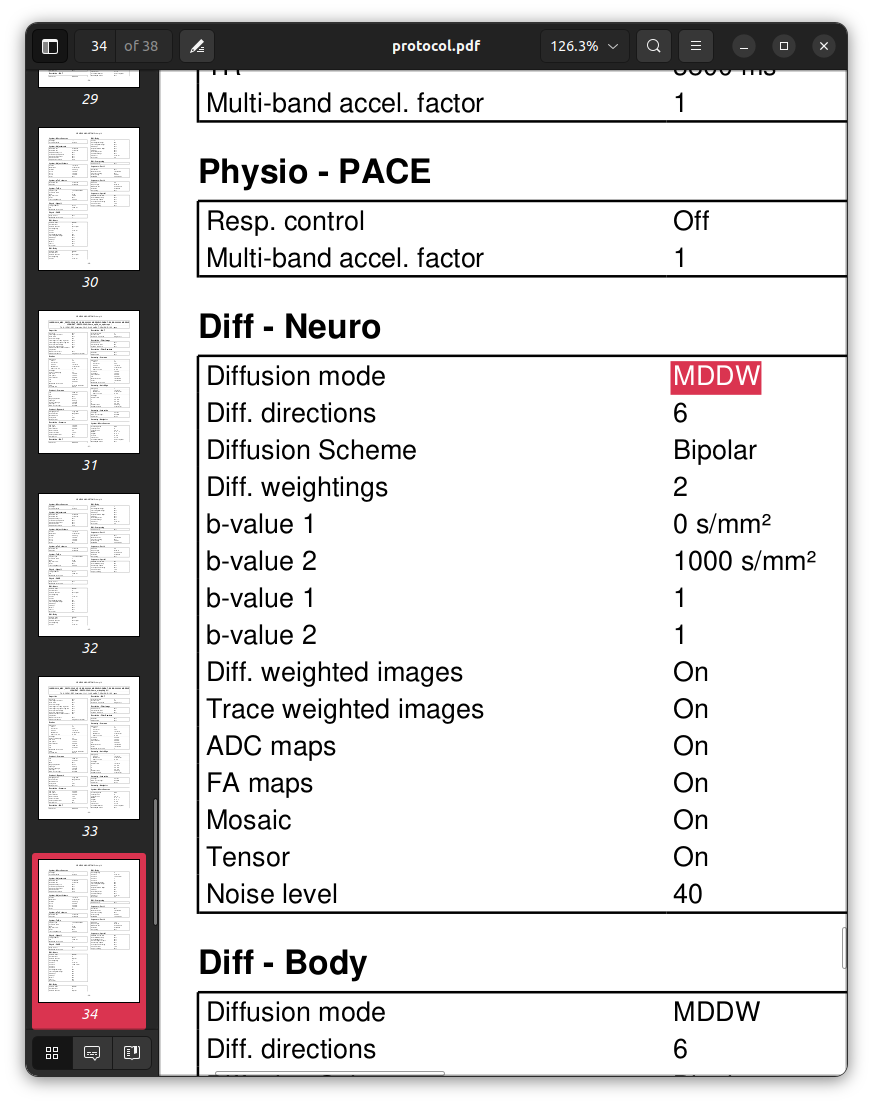 34 of 38
protocol.pdf
126.3%
Multi-band accel. factor 1
Physio - PACE
Resp. control Off
Multi-band accel. factor 1
Diff - Neuro
Diffusion mode MDDW
Diff. directions 6
Diffusion Scheme Bipolar
Diff. weightings 2
b-value 1 0 s/mm²
b-value 2 1000 s/mm²
b-value 1 1
b-value 2 1
Diff. weighted images On
Trace weighted images On
ADC maps On
FA maps On
Mosaic On
Tensor On
Noise level 40
Diff - Body
Diffusion mode MDDW
Diff. directions 6
29
30
31
32
33
34